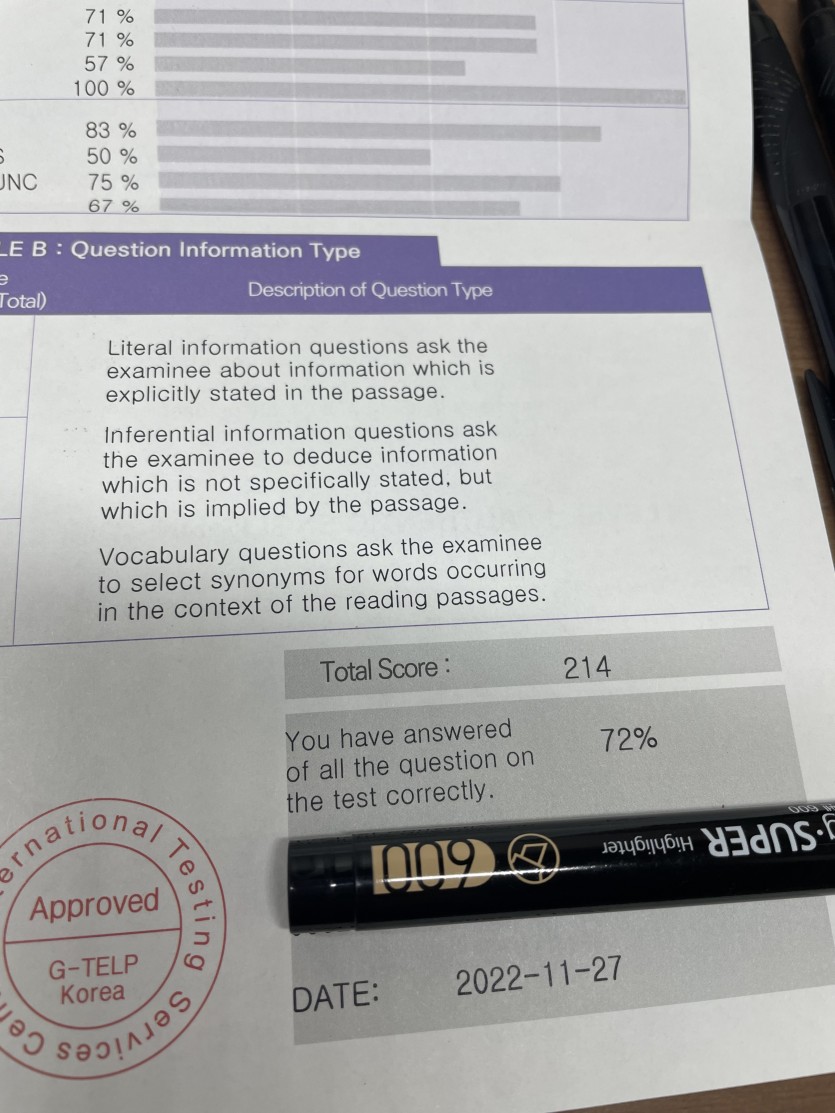 71 %
71 %
57 %
100 %
83 %
S 50 %
UNC 75 %
67 %
LE B : Question Information Type
e
Total)
Description of Question Type
Literal information questions ask the
examinee about information which is
explicitly stated in the passage.
Inferential information questions ask
the examinee to deduce information
which is not specifically stated, but
which is implied by the passage.
Vocabulary questions ask the examinee
to select synonyms for words occurring
in the context of the reading passages.
Total Score : 214
You have answered
of all the question on
the test correctly.
72%
g·SUPER Highlighter
600
ernational Testing Services Cen
Approved
G-TELP
Korea
DATE: 2022-11-27